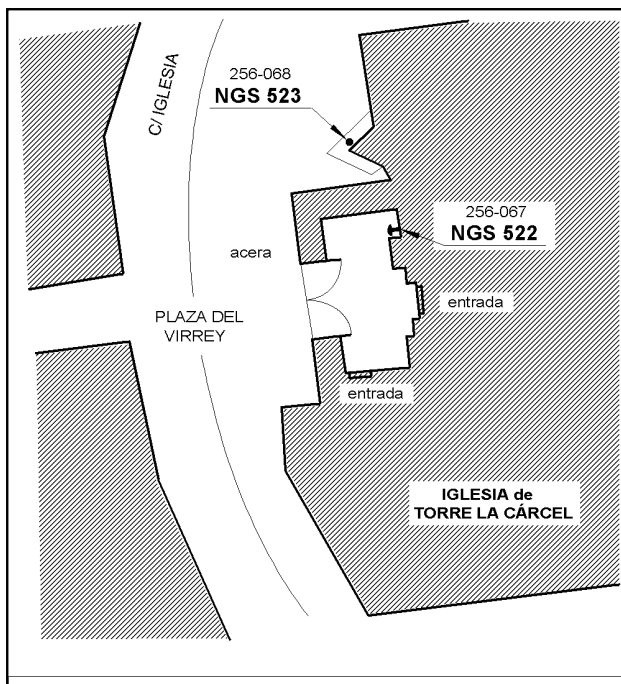 C/ IGLESIA
256-068
NGS 523
256-067
NGS 522
acera
entrada
PLAZA DEL
VIRREY
entrada
IGLESIA de
TORRE LA CÁRCEL